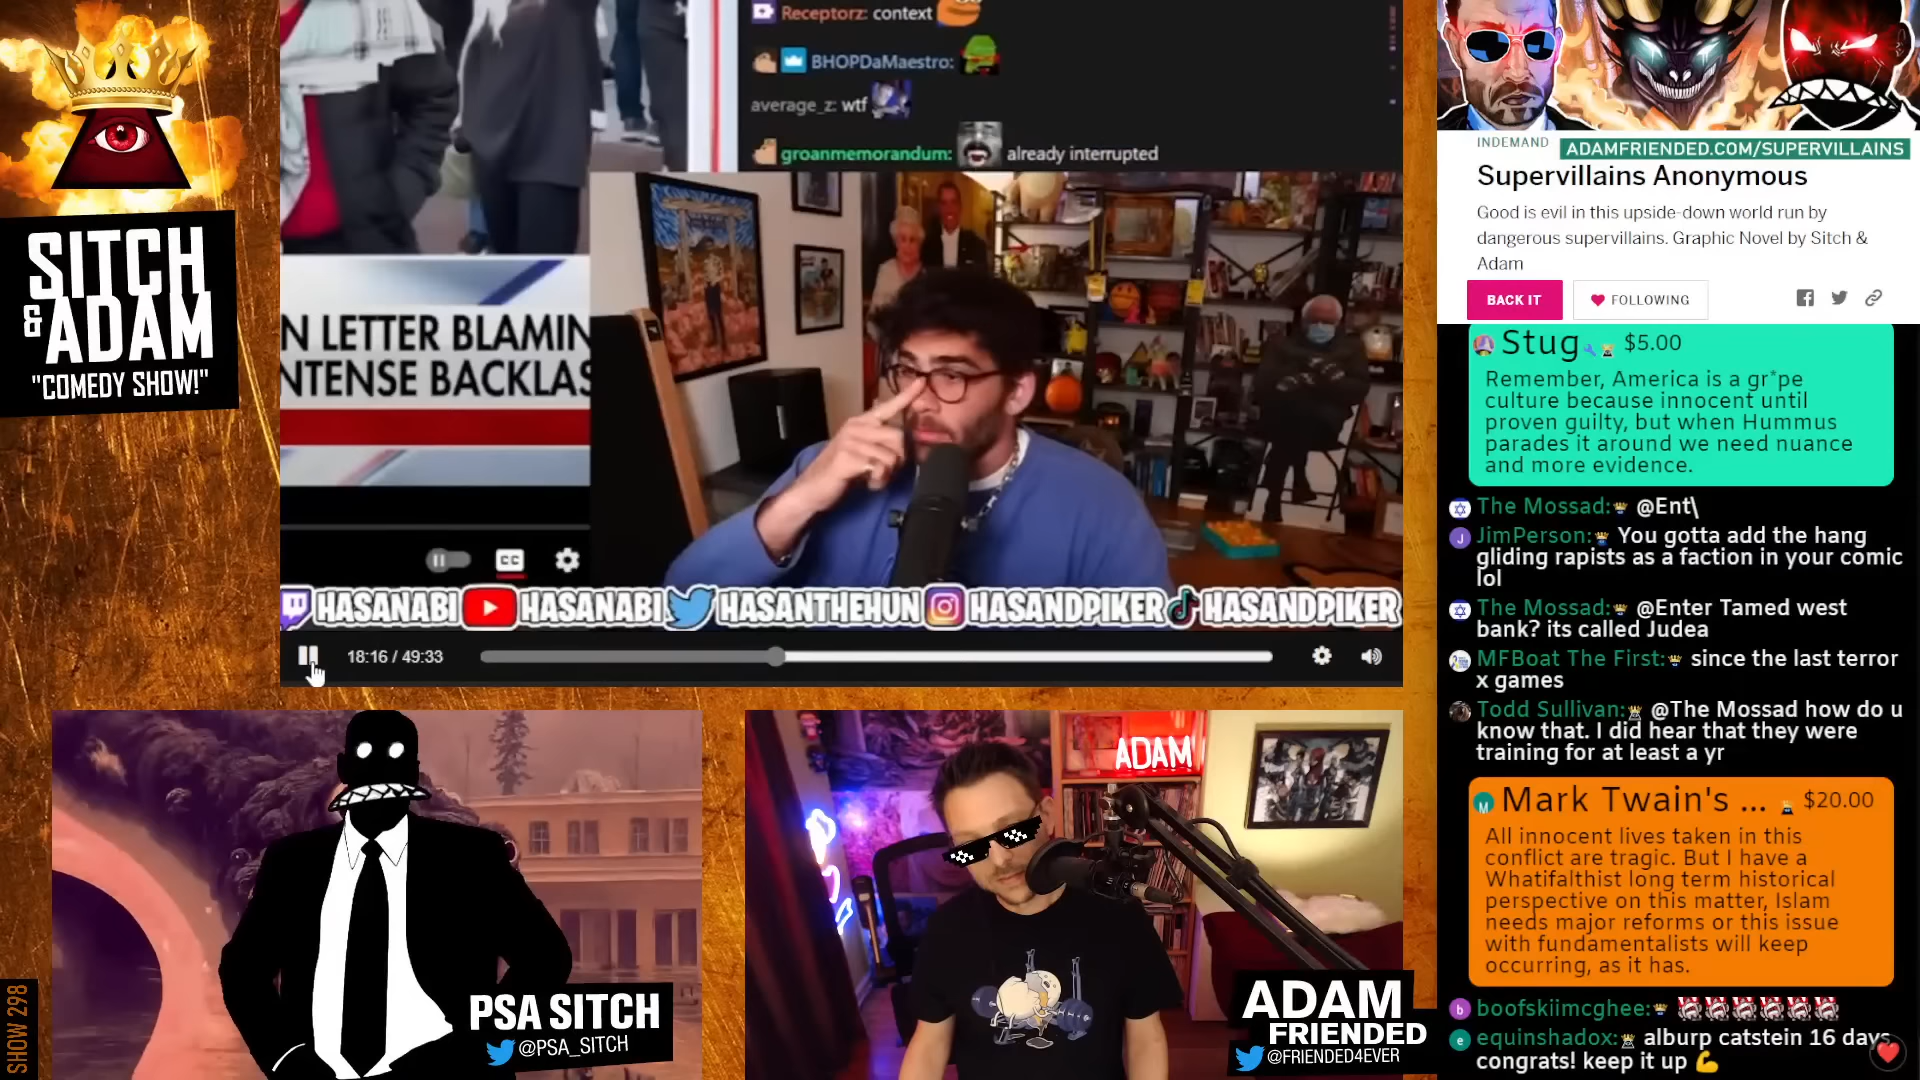 SITCH
& ADAM
"COMEDY SHOW!"
SHOW 298
Receptorz: context
BHOPDaMaestro:
average_z: wtf
groanmemorandum: already interrupted
N LETTER BLAMIN
NTENSE BACKLAS
CC
HASANABI HASANABI HASANTHEHUN HASANDPIKER HASANDPIKER
18:16 / 49:33
PSA SITCH
@PSA_SITCH
ADAM
ADAM
FRIENDED
@FRIENDED4EVER
INDEMAND
ADAMFRIENDED.COM/SUPERVILLAINS
Supervillains Anonymous
Good is evil in this upside-down world run by
dangerous supervillains. Graphic Novel by Sitch &
Adam
BACK IT
FOLLOWING
Stug $5.00
Remember, America is a gr*pe
culture because innocent until
proven guilty, but when Hummus
parades it around we need nuance
and more evidence.
The Mossad: @Ent\
J JimPerson: You gotta add the hang
gliding rapists as a faction in your comic
lol
The Mossad: @Enter Tamed west
bank? its called Judea
MFBoat The First: since the last terror
x games
Todd Sullivan: @The Mossad how do u
know that. I did hear that they were
training for at least a yr
M Mark Twain's ... $20.00
All innocent lives taken in this
conflict are tragic. But I have a
Whatifalthist long term historical
perspective on this matter, Islam
needs major reforms or this issue
with fundamentalists will keep
occurring, as it has.
b boofskiimcghee:
e equinshadox: alburp catstein 16 days
congrats! keep it up